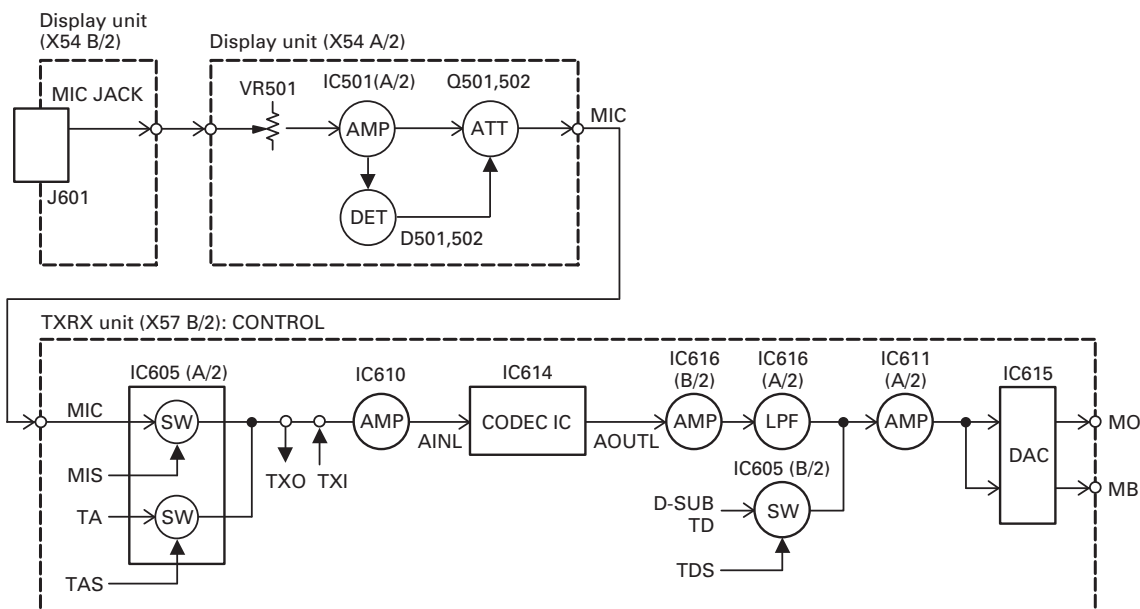 Display unit
(X54 B/2)
Display unit (X54 A/2)
MIC JACK
J601
VR501
IC501(A/2)
Q501,502
AMP
ATT
DET
D501,502
MIC
TXRX unit (X57 B/2): CONTROL
IC605 (A/2)
MIC
SW
MIS
TA
SW
TAS
TXO
TXI
IC610
AMP
AINL
IC614
CODEC IC
AOUTL
IC616
(B/2)
AMP
IC616
(A/2)
LPF
IC605 (B/2)
D-SUB
TD
SW
TDS
IC611
(A/2)
AMP
IC615
DAC
MO
MB